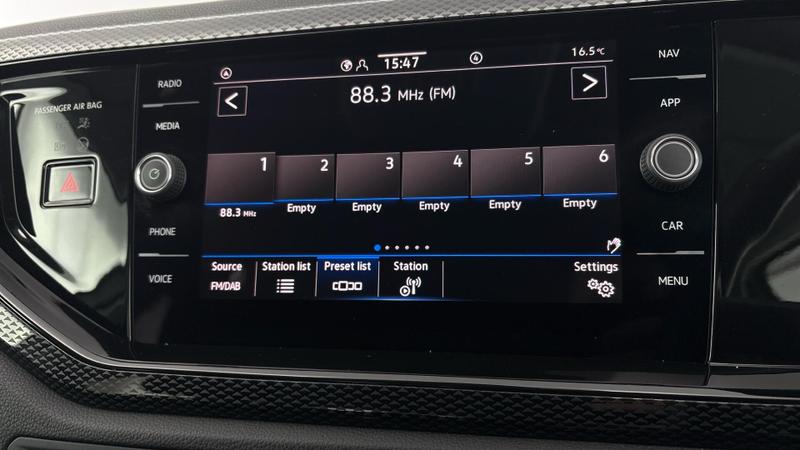 PASSENGER AIR BAG
RADIO
MEDIA
PHONE
VOICE
15:47
4
16.5°C
< 88.3 MHz (FM) >
1 2 3 4 5 6
88.3 MHz Empty Empty Empty Empty Empty
Source Station list Preset list Station Settings
FM/DAB
NAV
APP
CAR
MENU